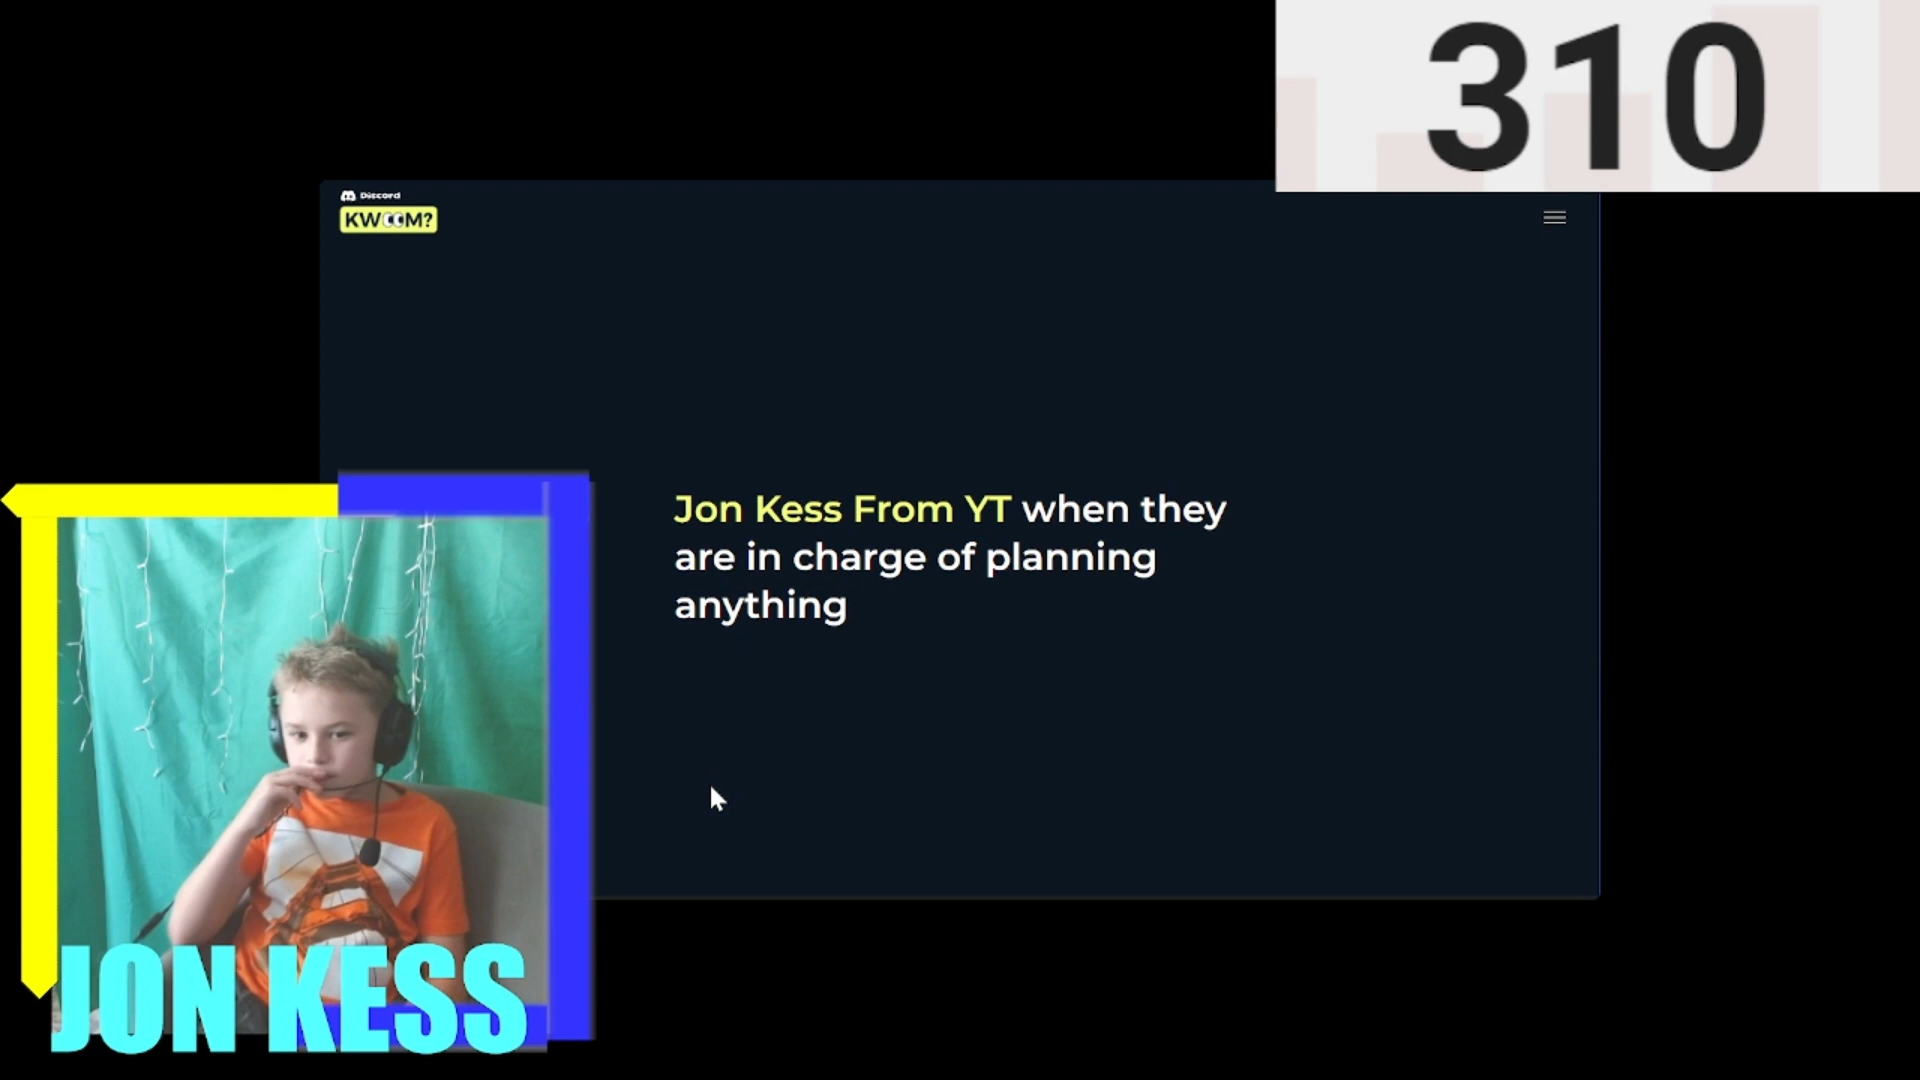 310
Discord
KWOOM?
Jon Kess From YT when they
are in charge of planning
anything
JON KESS